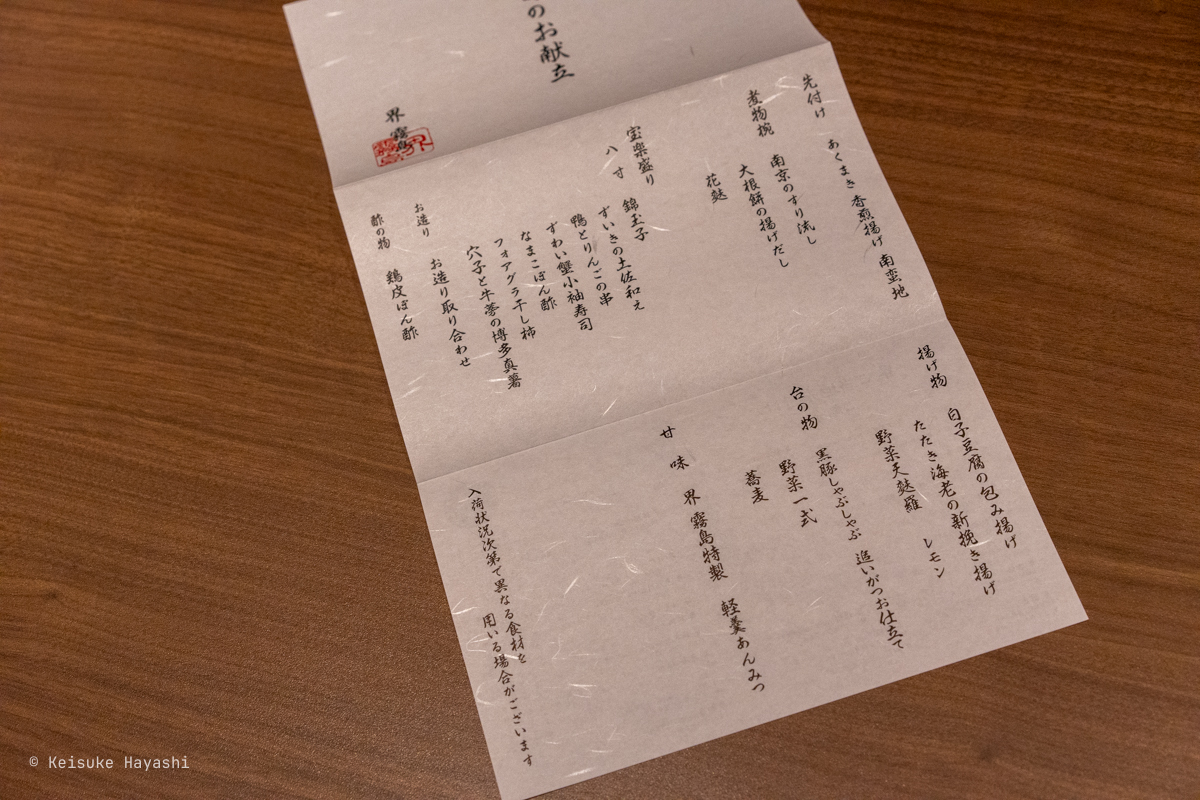 のお献立
界 霧島
先付け あくまき 香煎揚げ 南蛮地
煮物椀 南京のすり流し
大根餅の揚げだし
花麩
宝楽盛り
八寸 錦玉子
ずいきの土佐和え
鴨とりんごの串
すわい蟹小袖寿司
なまこぽん酢
フォアグラ干し柿
穴子と牛蒡の博多真薯
お造り お造り取り合わせ
酢の物 鶏皮ぽん酢
揚げ物 白子豆腐の包み揚げ
たたき海老の新挽き揚げ
野菜天麩羅 レモン
台の物 黒豚しゃぶしゃぶ 追いがつお仕立て
野菜一式
蕎麦
甘味 界 霧島特製 軽羹あんみつ
入荷状況次第で異なる食材を
用いる場合がございます
© Keisuke Hayashi